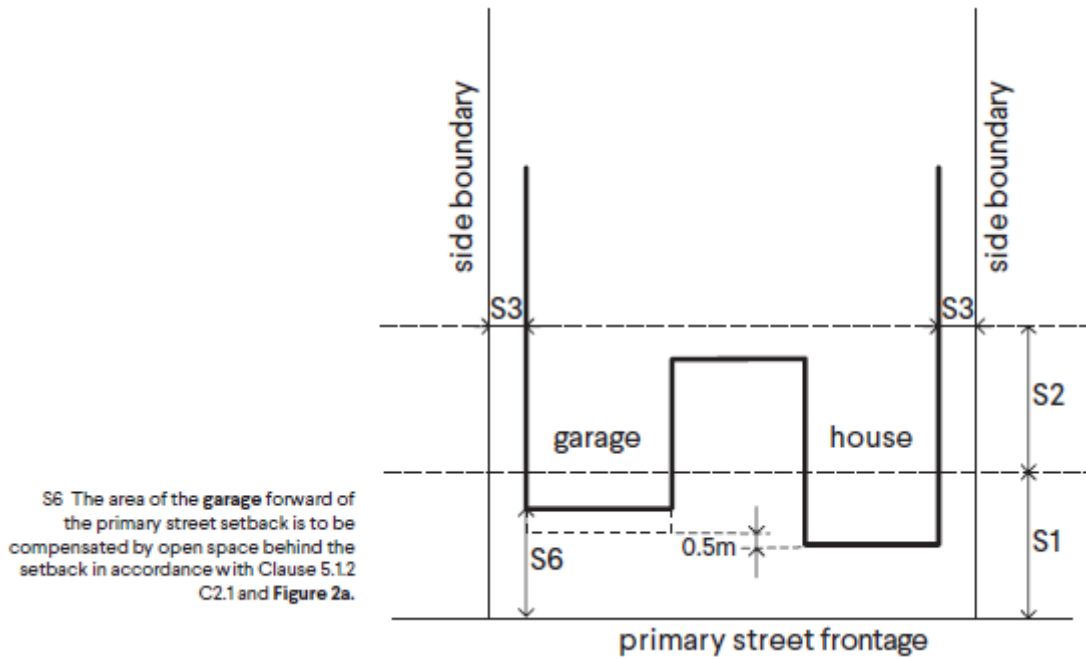 side boundary
side boundary
S3
S3
S2
garage
house
S6 The area of the garage forward of
the primary street setback is to be
compensated by open space behind the
setback in accordance with Clause 5.1.2
C2.1 and Figure 2a.
0.5m
S6
S1
primary street frontage